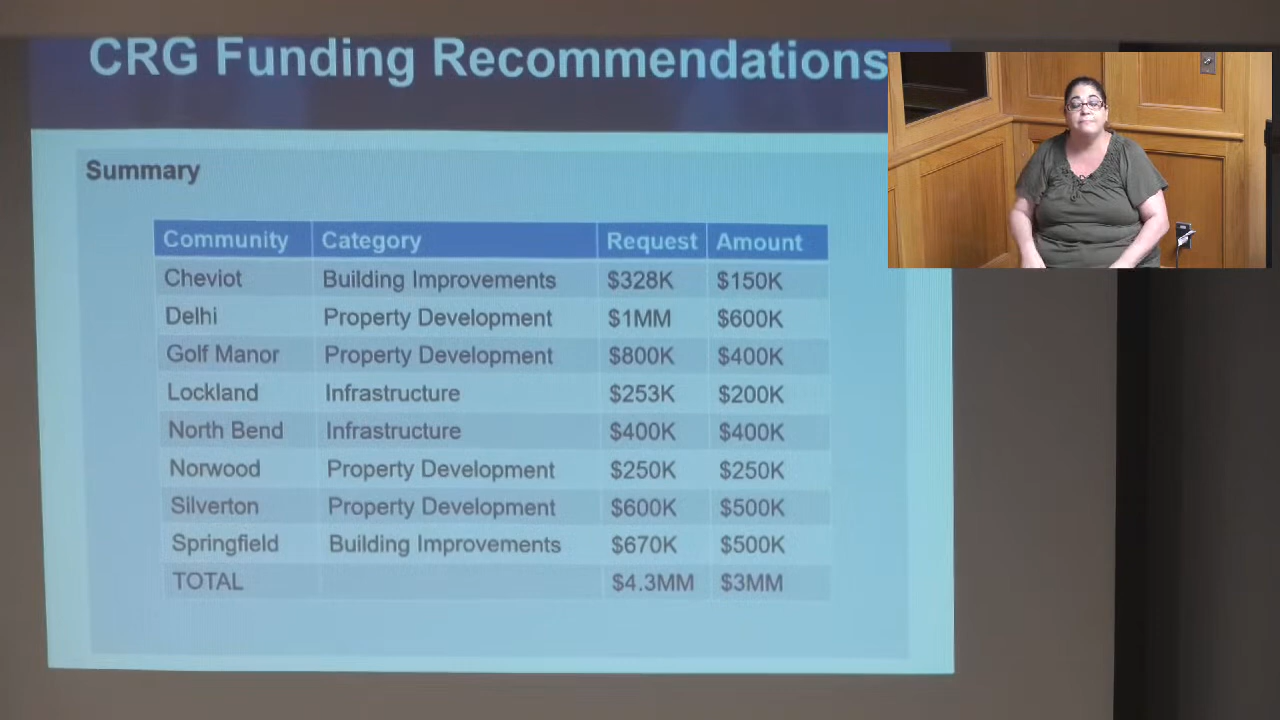 CRG Funding Recommendations
Summary
Community Category Request Amount
Cheviot Building Improvements $328K $150K
Delhi Property Development $1MM $600K
Golf Manor Property Development $800K $400K
Lockland Infrastructure $253K $200K
North Bend Infrastructure $400K $400K
Norwood Property Development $250K $250K
Silverton Property Development $600K $500K
Springfield Building Improvements $670K $500K
TOTAL $4.3MM $3MM